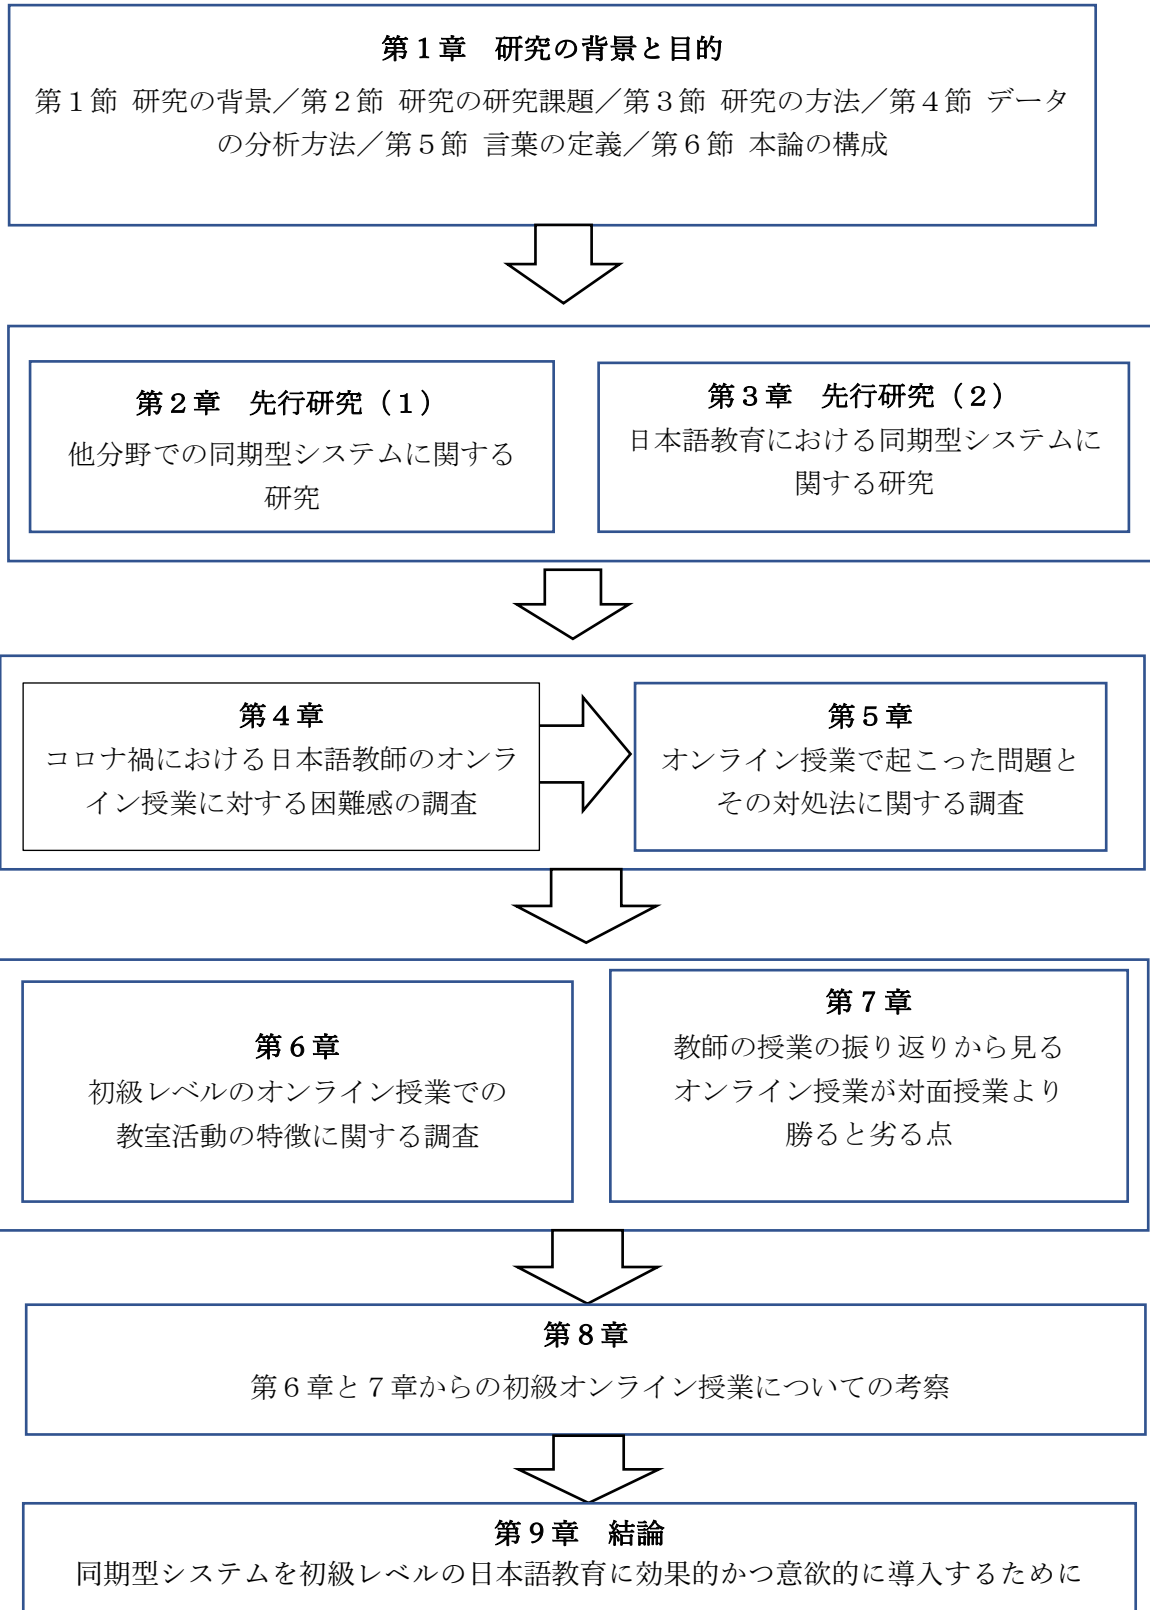 第１章　研究の背景と目的
第１節 研究の背景／第２節 研究の研究課題／第３節 研究の方法／第４節 データ
の分析方法／第５節 言葉の定義／第６節 本論の構成
第２章　先行研究（１）
他分野での同期型システムに関する
研究
第３章　先行研究（２）
日本語教育における同期型システムに
関する研究
第４章
コロナ禍における日本語教師のオンラ
イン授業に対する困難感の調査
第５章
オンライン授業で起こった問題と
その対処法に関する調査
第６章
初級レベルのオンライン授業での
教室活動の特徴に関する調査
第７章
教師の授業の振り返りから見る
オンライン授業が対面授業より
勝ると劣る点
第８章
第６章と７章からの初級オンライン授業についての考察
第９章　結論
同期型システムを初級レベルの日本語教育に効果的かつ意欲的に導入するために